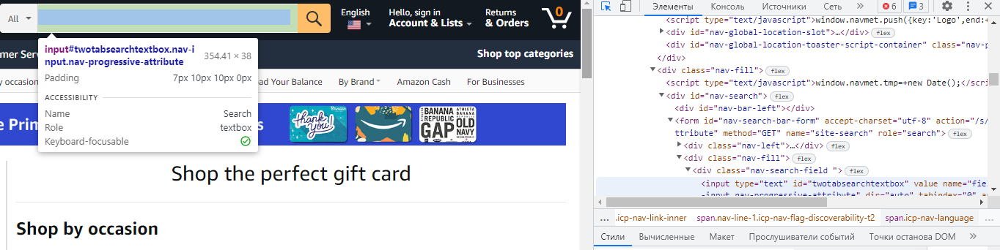 All
English
Hello, sign in
Account & Lists
Returns
& Orders
0
input#twotabsearchtextbox.nav-i
nput.nav-progressive-attribute
354.41 × 38
Padding
7px 10px 10px 0px
ACCESSIBILITY
Name
Search
Role
textbox
Keyboard-focusable
mer Serv
Shop top categories
y occasion
ad Your Balance
By Brand
Amazon Cash
For Businesses
e Prim
s
Thank You!
BANANA REPUBLIC
ATHLETA
BANANA
GAP
OLD NAVY
Shop the perfect gift card
Shop by occasion
Элементы
Консоль
Источники
Сеть
6
3
<script type="text/javascript">window.navmet.push({key:'Logo',end:+
<div id="nav-global-location-slot">…</div> flex
<div id="nav-global-location-toaster-script-container" class="nav-p
</div>
<div class="nav-fill"> flex
<script type="text/javascript">window.navmet.tmp=+new Date();</scri
<div id="nav-search"> flex
<div id="nav-bar-left"></div>
<form id="nav-search-bar-form" accept-charset="utf-8" action="/s/
ttribute" method="GET" name="site-search" role="search"> flex
<div class="nav-left">…</div> flex
<div class="nav-fill"> flex
<div class="nav-search-field "> flex
<input type="text" id="twotabsearchtextbox" value name="fie
-input nav-progressive-attribute" dir="auto" tabindex="0" a
... .icp-nav-link-inner
span.nav-line-1.icp-nav-flag-discoverability-t2
span.icp-nav-language
...
Стили
Вычисленные
Макет
Прослушиватели событий
Точки останова DOM